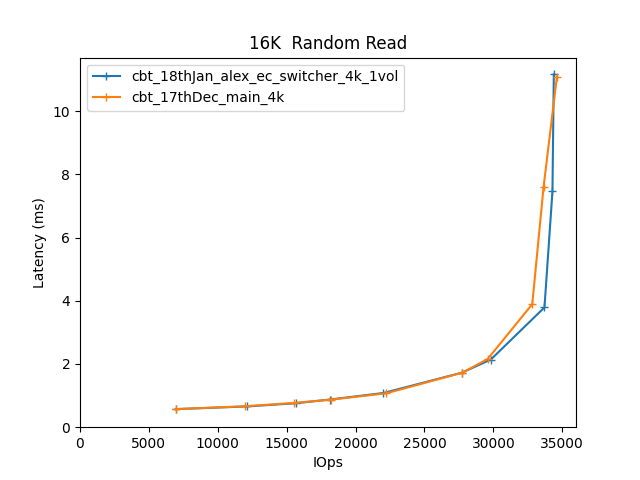 16K  Random Read
cbt_18thJan_alex_ec_switcher_4k_1vol
cbt_17thDec_main_4k
Latency (ms)
10
8
6
4
2
0
0 5000 10000 15000 20000 25000 30000 35000
IOps